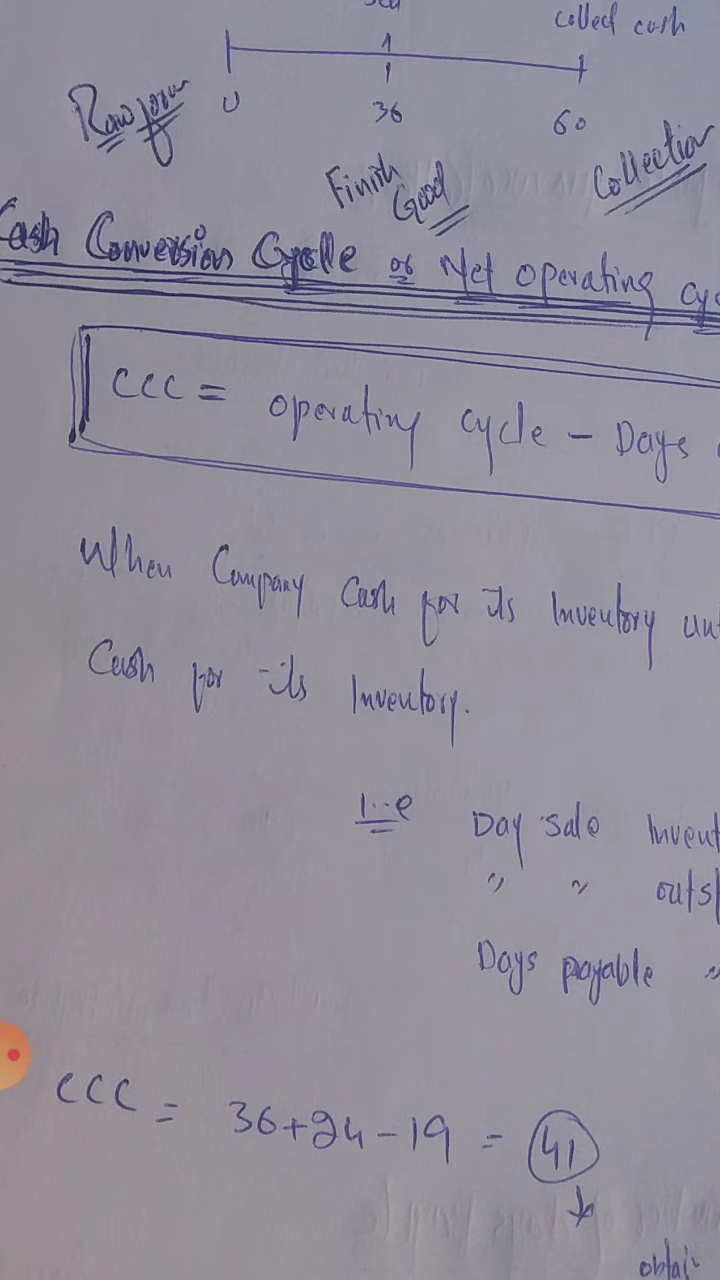 collect cash
0 36 60
Raw form
Finish Good
Collection
Cash Conversion Cycle or Net operating
CCC = operating cycle - Days
When Company Cash for its Inventory
Cash for its Inventory.
i.e Day sale
" "
Days payable "
CCC = 36+24-19 = 41